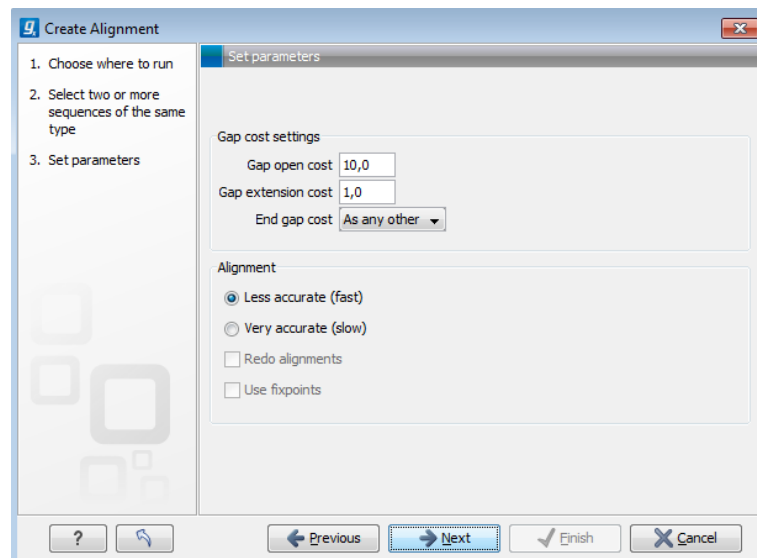 Create Alignment
1. Choose where to run
2. Select two or more
sequences of the same
type
3. Set parameters
Set parameters
Gap cost settings
Gap open cost 10,0
Gap extension cost 1,0
End gap cost As any other
Alignment
Less accurate (fast)
Very accurate (slow)
Redo alignments
Use fixpoints
? Previous Next Finish Cancel